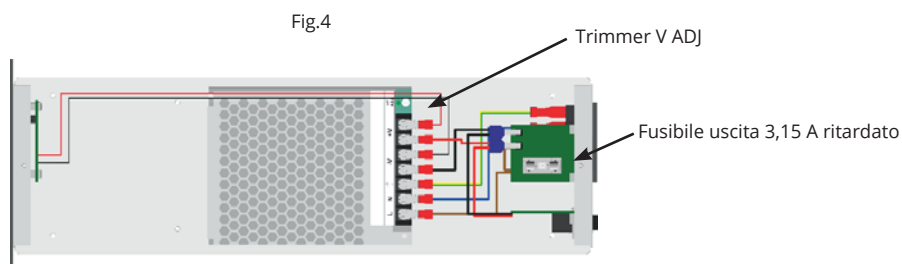 Fig.4
Trimmer V ADJ
Fusibile uscita 3,15 A ritardato
+V
-V
N
L